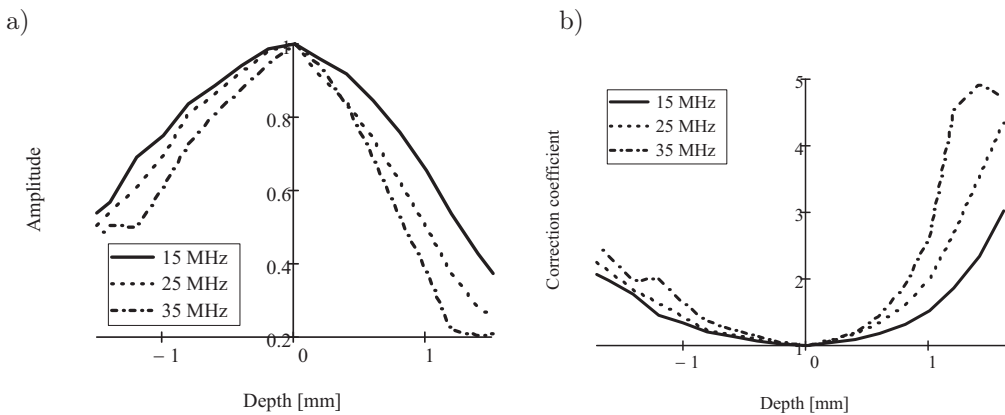 a)
1
0.8
0.6
0.4
0.2
− 1
0
1
Amplitude
Depth [mm]
15 MHz
25 MHz
35 MHz
b)
5
4
3
2
1
− 1
0
1
Correction coefficient
Depth [mm]
15 MHz
25 MHz
35 MHz